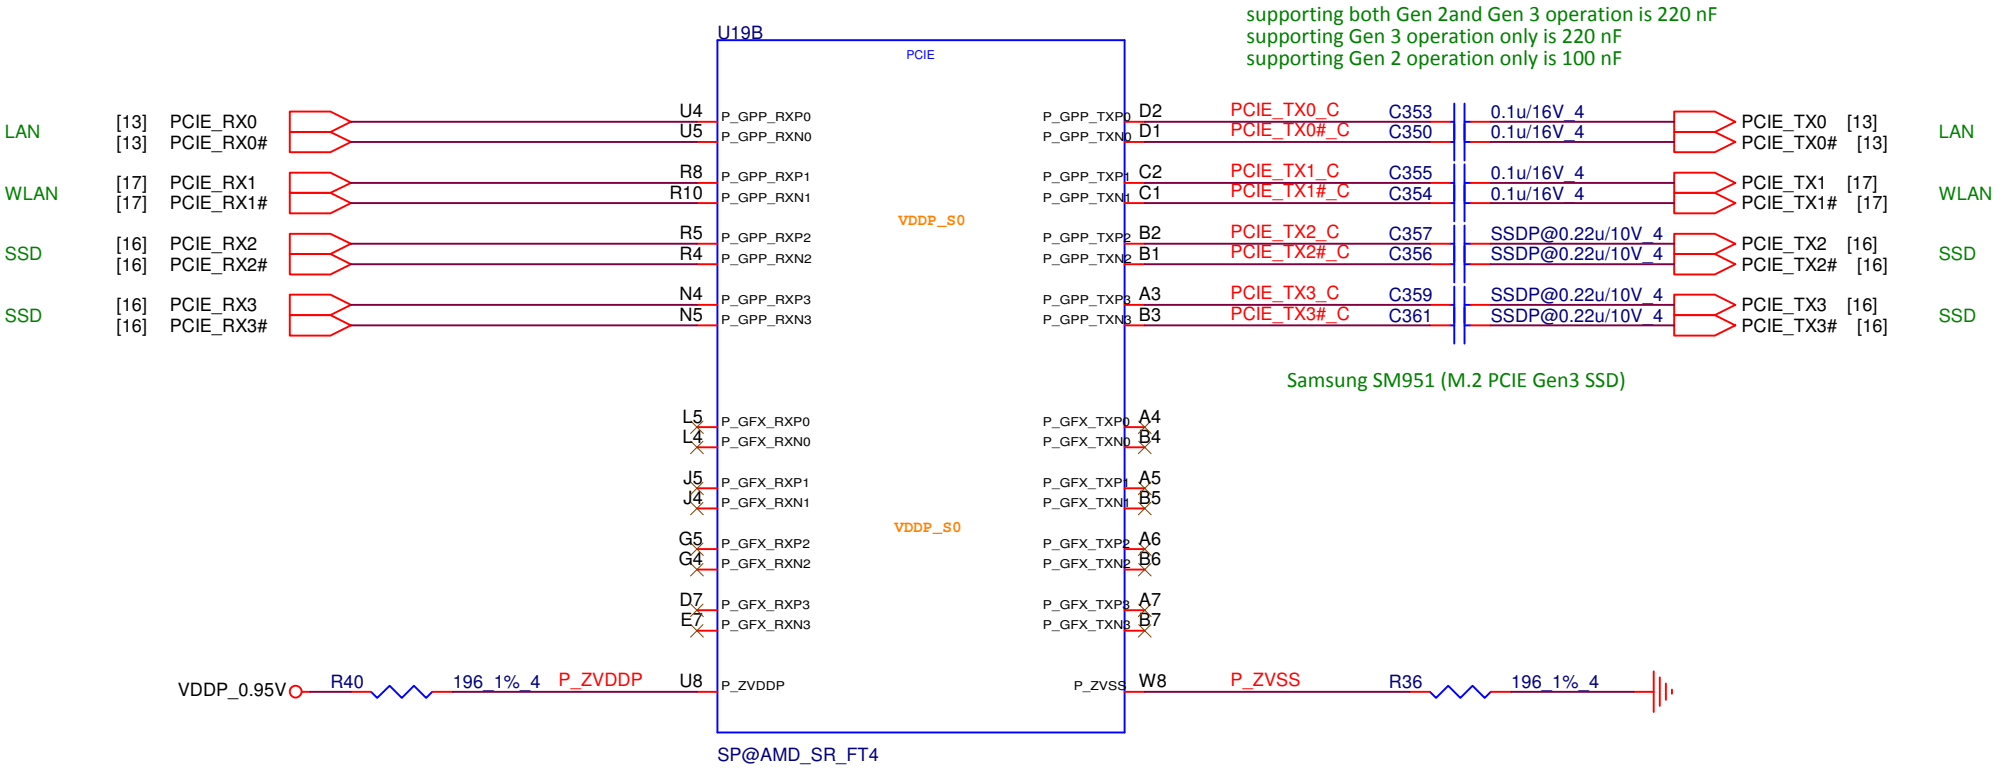 supporting both Gen 2and Gen 3 operation is 220 nF
supporting Gen 3 operation only is 220 nF
supporting Gen 2 operation only is 100 nF
U19B
PCIE
LAN [13] PCIE_RX0 U4 P_GPP_RXP0 P_GPP_TXP0 D2 PCIE_TX0_C C353 0.1u/16V_4 PCIE_TX0 [13] LAN
[13] PCIE_RX0# U5 P_GPP_RXN0 P_GPP_TXN0 D1 PCIE_TX0#_C C350 0.1u/16V_4 PCIE_TX0# [13]
WLAN [17] PCIE_RX1 R8 P_GPP_RXP1 P_GPP_TXP1 C2 PCIE_TX1_C C355 0.1u/16V_4 PCIE_TX1 [17] WLAN
[17] PCIE_RX1# R10 P_GPP_RXN1 P_GPP_TXN1 C1 PCIE_TX1#_C C354 0.1u/16V_4 PCIE_TX1# [17]
VDDP_S0
SSD [16] PCIE_RX2 R5 P_GPP_RXP2 P_GPP_TXP2 B2 PCIE_TX2_C C357 SSDP@0.22u/10V_4 PCIE_TX2 [16] SSD
[16] PCIE_RX2# R4 P_GPP_RXN2 P_GPP_TXN2 B1 PCIE_TX2#_C C356 SSDP@0.22u/10V_4 PCIE_TX2# [16]
SSD [16] PCIE_RX3 N4 P_GPP_RXP3 P_GPP_TXP3 A3 PCIE_TX3_C C359 SSDP@0.22u/10V_4 PCIE_TX3 [16] SSD
[16] PCIE_RX3# N5 P_GPP_RXN3 P_GPP_TXN3 B3 PCIE_TX3#_C C361 SSDP@0.22u/10V_4 PCIE_TX3# [16]
Samsung SM951 (M.2 PCIE Gen3 SSD)
L5 P_GFX_RXP0 P_GFX_TXP0 A4
L4 P_GFX_RXN0 P_GFX_TXN0 B4
J5 P_GFX_RXP1 P_GFX_TXP1 A5
J4 P_GFX_RXN1 P_GFX_TXN1 B5
VDDP_S0
G5 P_GFX_RXP2 P_GFX_TXP2 A6
G4 P_GFX_RXN2 P_GFX_TXN2 B6
D7 P_GFX_RXP3 P_GFX_TXP3 A7
E7 P_GFX_RXN3 P_GFX_TXN3 B7
VDDP_0.95V R40 196_1%_4 P_ZVDDP U8 P_ZVDDP P_ZVSS W8 P_ZVSS R36 196_1%_4
SP@AMD_SR_FT4